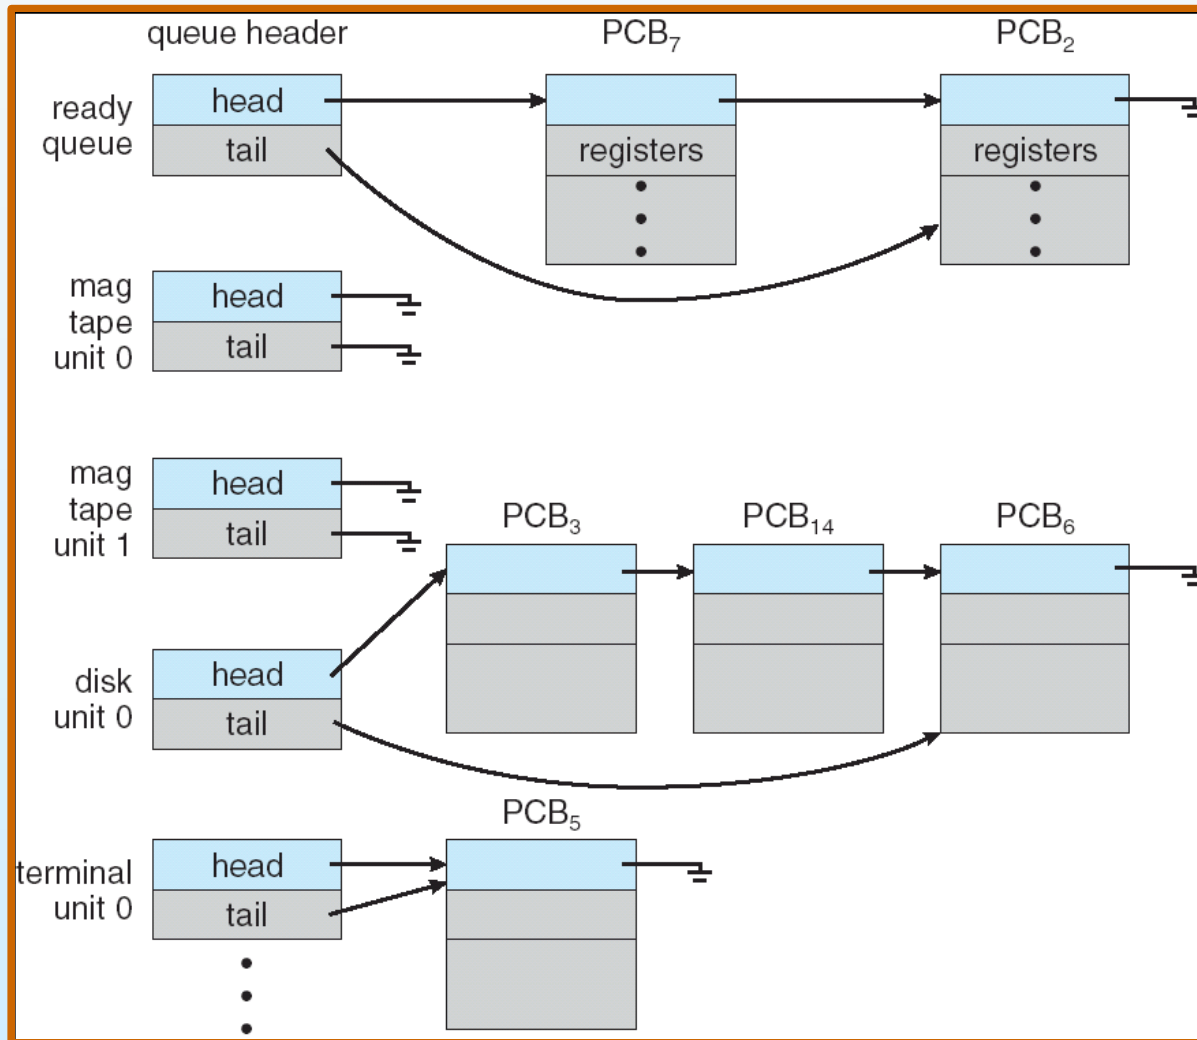 queue header
PCB7
PCB2
ready
queue
head
tail
registers
registers
mag
tape
unit 0
head
tail
mag
tape
unit 1
head
tail
PCB3
PCB14
PCB6
disk
unit 0
head
tail
PCB5
terminal
unit 0
head
tail